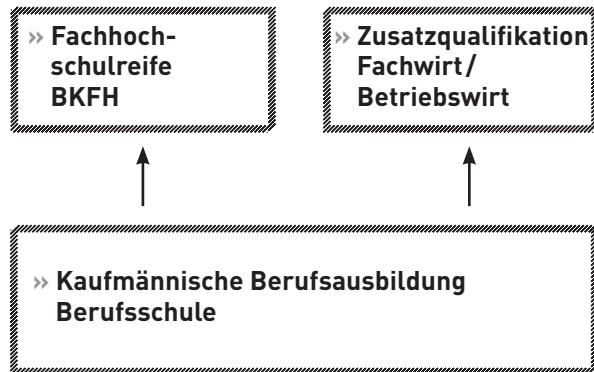 » Fachhoch-
schulreife
BKFH
» Zusatzqualifikation
Fachwirt/
Betriebswirt
» Kaufmännische Berufsausbildung
Berufsschule